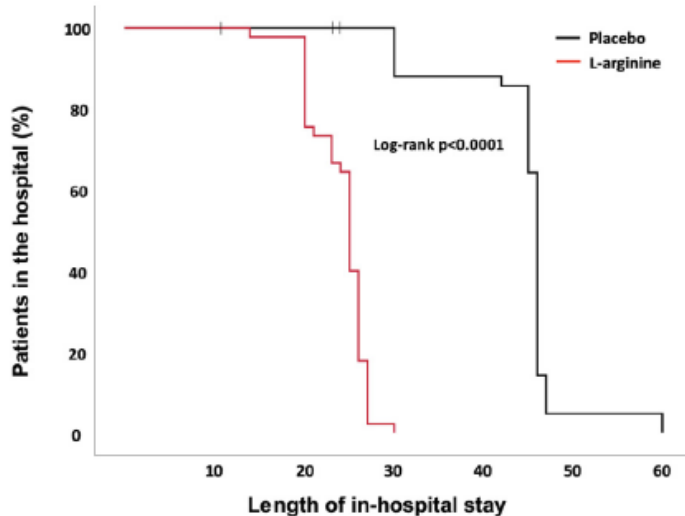 100
80
60
40
20
0
Patients in the hospital (%)
Placebo
L-arginine
Log-rank p<0.0001
10 20 30 40 50 60
Length of in-hospital stay